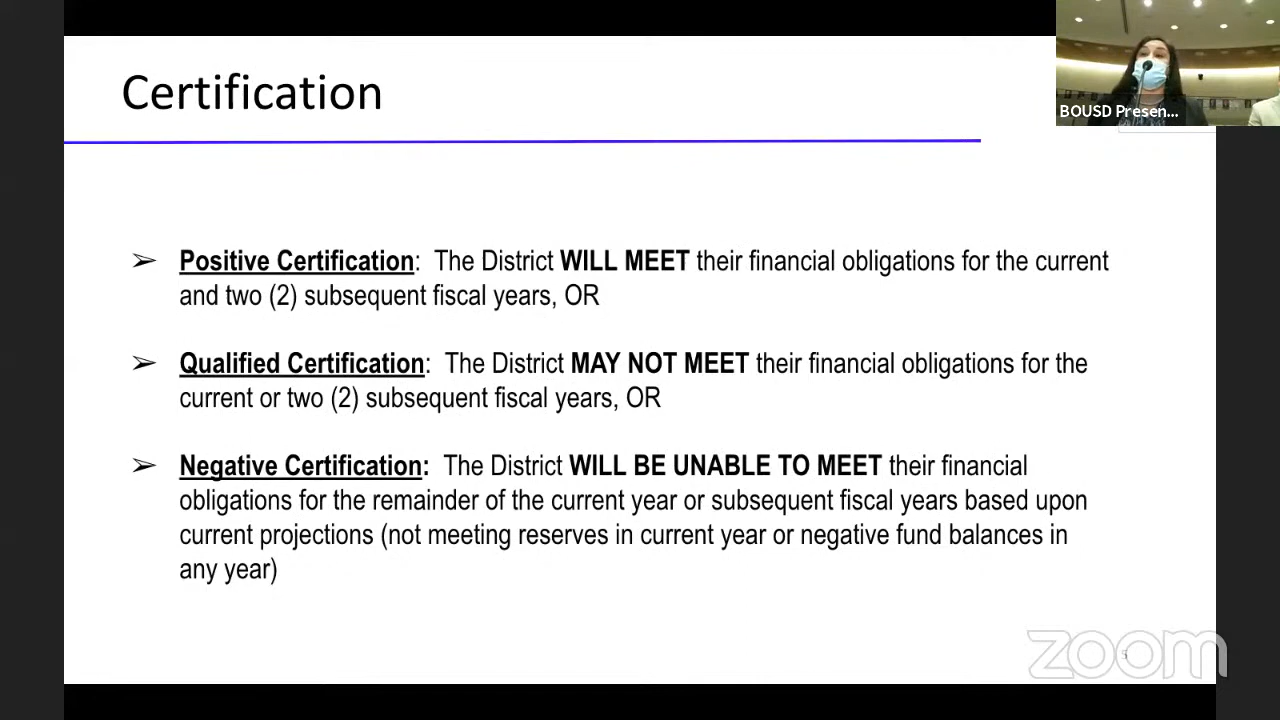 Certification
BOUSD Presen...
➢ Positive Certification: The District WILL MEET their financial obligations for the current
and two (2) subsequent fiscal years, OR
➢ Qualified Certification: The District MAY NOT MEET their financial obligations for the
current or two (2) subsequent fiscal years, OR
➢ Negative Certification: The District WILL BE UNABLE TO MEET their financial
obligations for the remainder of the current year or subsequent fiscal years based upon
current projections (not meeting reserves in current year or negative fund balances in
any year)
5
zoom